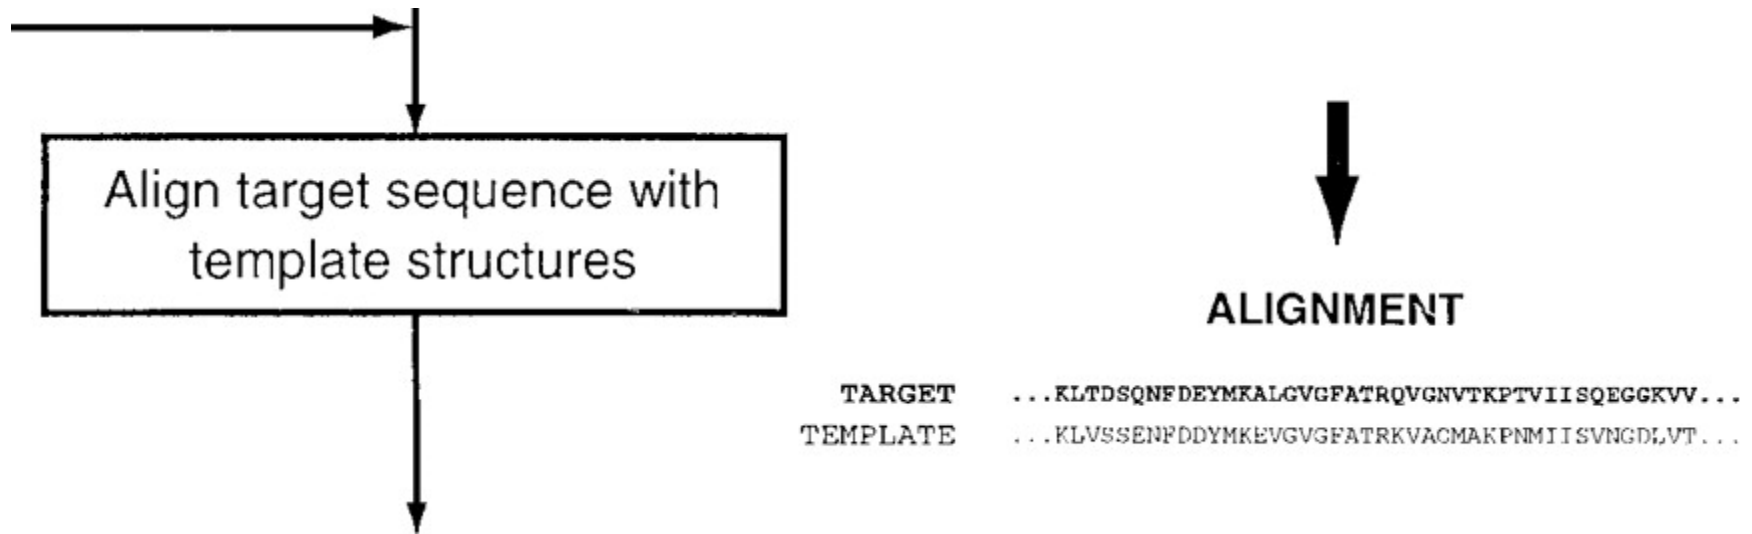 Align target sequence with
template structures
ALIGNMENT
TARGET ...KLTDSQNFDEYMKALGVGFATRQVGNVTKPTVIISQEGGKVV...
TEMPLATE ...KLVSSENFDDYMKEVGVGFATRKVACMAKPNMIISVNGDLVT...